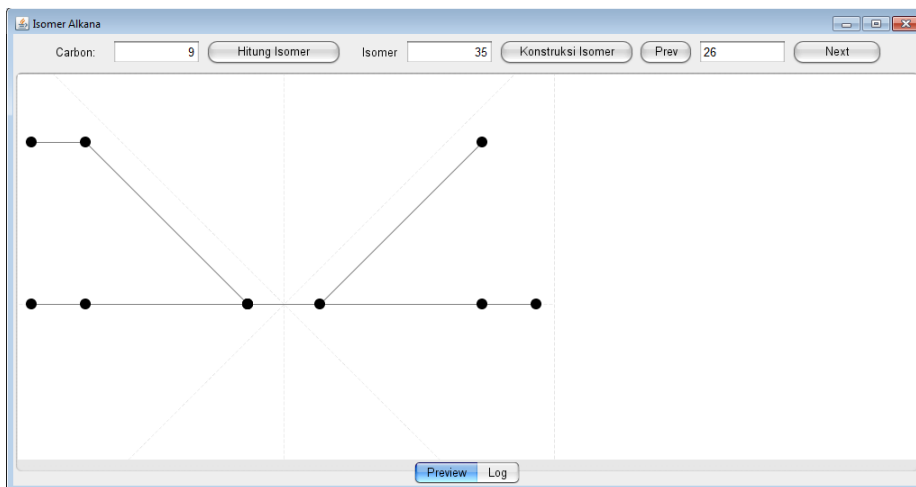 Isomer Alkana
Carbon: 9 Hitung Isomer Isomer 35 Konstruksi Isomer Prev 26 Next
Preview Log